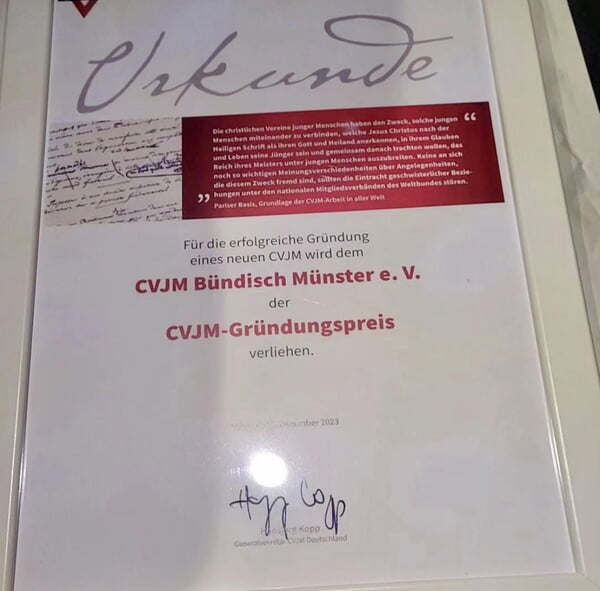 Urkunde
Die christlichen Vereine junger Menschen haben den Zweck, solche jungen
Menschen miteinander zu verbinden, welche Jesus Christus nach der
Heiligen Schrift als ihren Gott und Heiland anerkennen, in ihrem Glauben
und Leben seine Jünger sein und gemeinsam danach trachten wollen, das
Reich ihres Meisters unter jungen Menschen auszubreiten. Keine an sich
noch so wichtigen Meinungsverschiedenheiten über Angelegenheiten,
die diesem Zweck fremd sind, sollten die Eintracht geschwisterlicher Bezie-
hungen unter den nationalen Mitgliedsverbänden des Weltbundes stören.
Pariser Basis, Grundlage der CVJM-Arbeit in aller Welt
Für die erfolgreiche Gründung
eines neuen CVJM wird dem
CVJM Bündisch Münster e. V.
der
CVJM-Gründungspreis
verliehen.
Dezember 2023
Kopp
Generalsekretär CVJM Deutschland